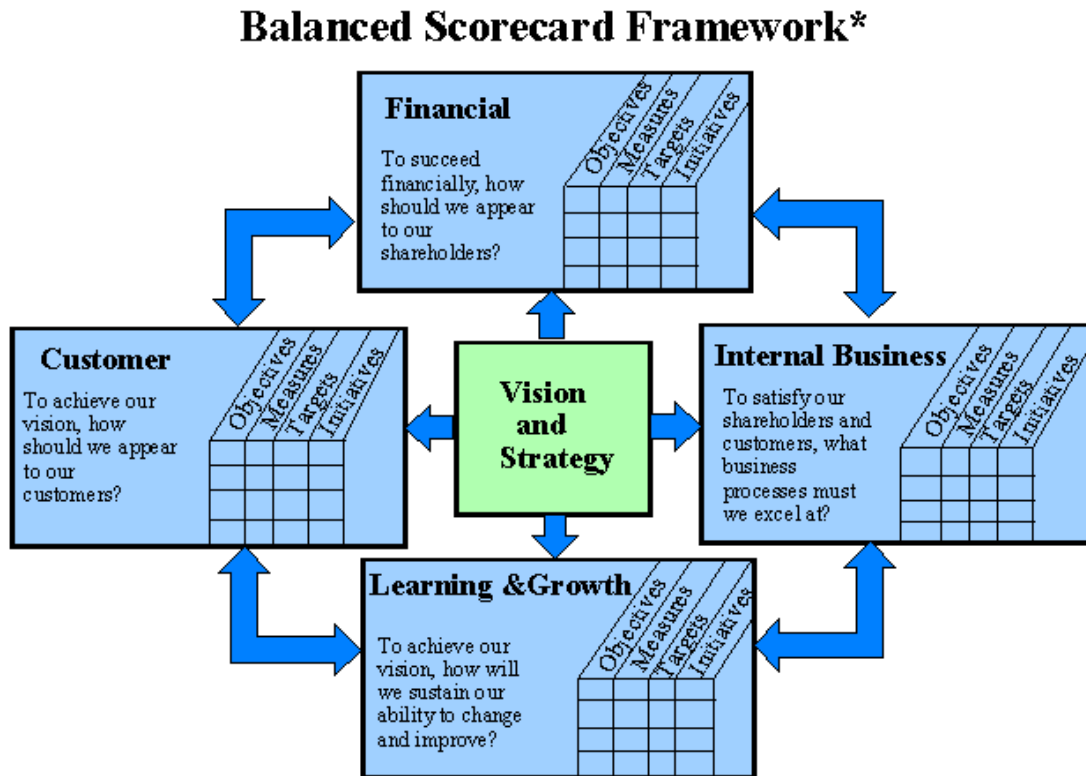 Balanced Scorecard Framework*
Financial
To succeed
financially, how
should we appear
to our
shareholders?
Objectives
Measures
Targets
Initiatives
Customer
To achieve our
vision, how
should we appear
to our
customers?
Objectives
Measures
Targets
Initiatives
Vision
and
Strategy
Internal Business
To satisfy our
shareholders and
customers, what
business
processes must
we excel at?
Objectives
Measures
Targets
Initiatives
Learning &Growth
To achieve our
vision, how will
we sustain our
ability to change
and improve?
Objectives
Measures
Targets
Initiatives